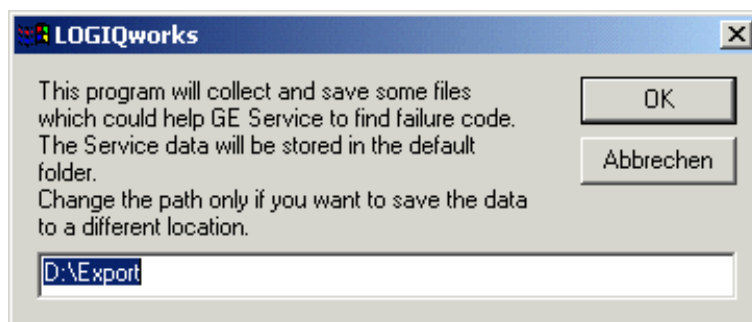 LOGIQworks
This program will collect and save some files
which could help GE Service to find failure code.
The Service data will be stored in the default
folder.
Change the path only if you want to save the data
to a different location.
OK
Abbrechen
D:\Export